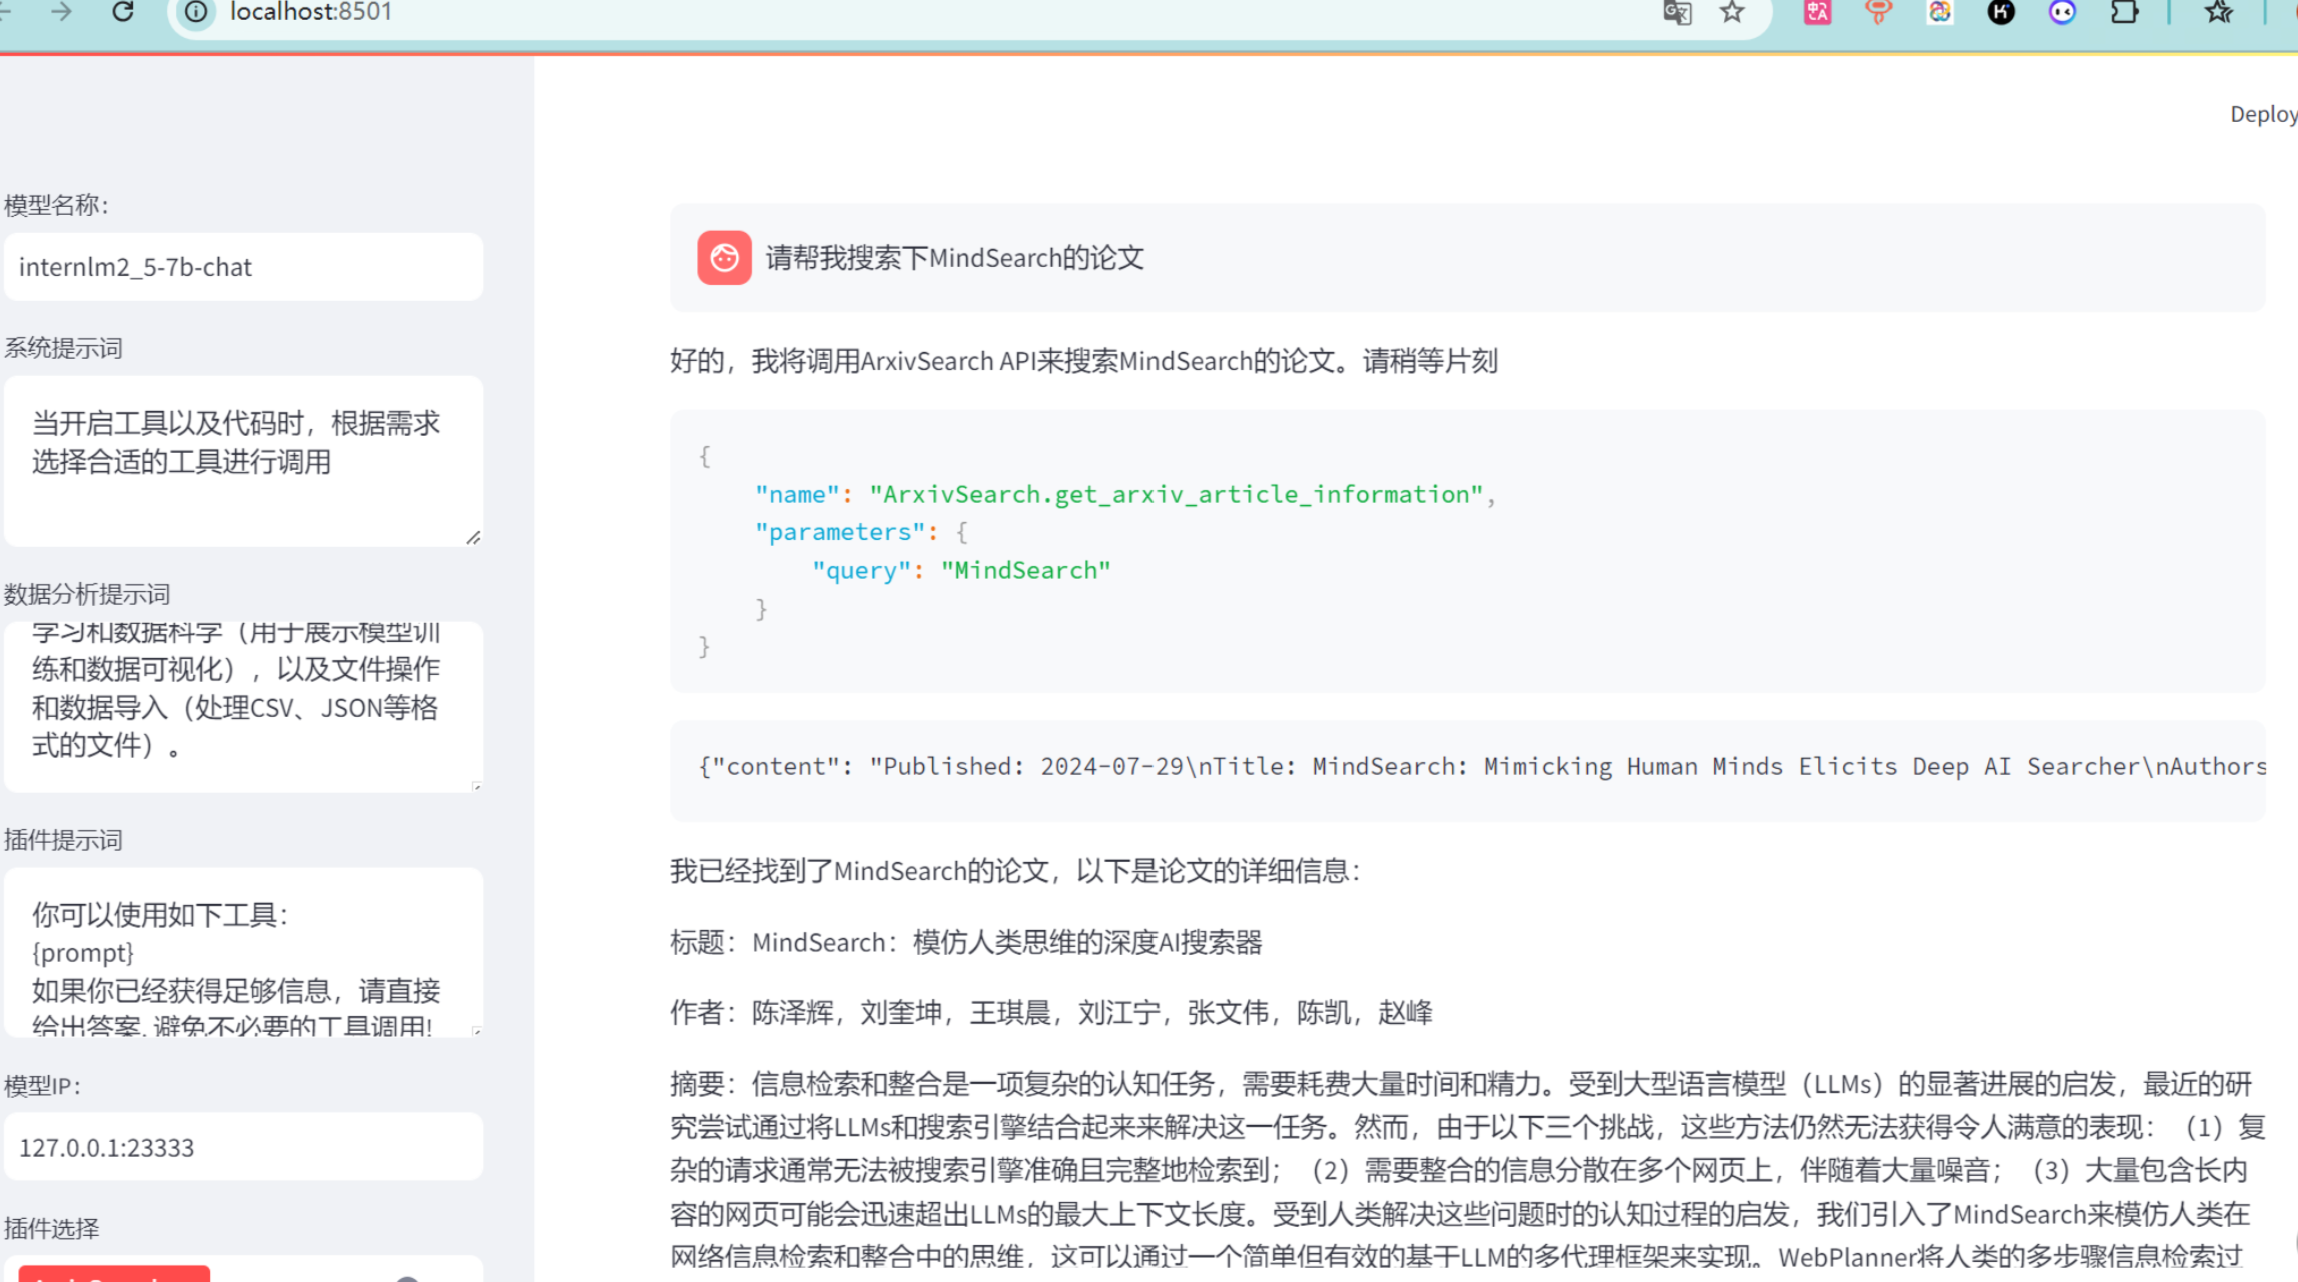 localhost:8501
Deploy
模型名称：
internlm2_5-7b-chat
系统提示词
当开启工具以及代码时，根据需求
选择合适的工具进行调用
数据分析提示词
学习和数据科学（用于展示模型训
练和数据可视化），以及文件操作
和数据导入（处理CSV、JSON等格
式的文件）。
插件提示词
你可以使用如下工具：
{prompt}
如果你已经获得足够信息，请直接
给出答案. 避免不必要的工具调用!
模型IP：
127.0.0.1:23333
插件选择
请帮我搜索下MindSearch的论文
好的，我将调用ArxivSearch API来搜索MindSearch的论文。请稍等片刻
{
"name": "ArxivSearch.get_arxiv_article_information",
"parameters": {
"query": "MindSearch"
}
}
{"content": "Published: 2024-07-29\nTitle: MindSearch: Mimicking Human Minds Elicits Deep AI Searcher\nAuthors
我已经找到了MindSearch的论文，以下是论文的详细信息：
标题：MindSearch：模仿人类思维的深度AI搜索器
作者：陈泽辉，刘奎坤，王琪晨，刘江宁，张文伟，陈凯，赵峰
摘要：信息检索和整合是一项复杂的认知任务，需要耗费大量时间和精力。受到大型语言模型（LLMs）的显著进展的启发，最近的研
究尝试通过将LLMs和搜索引擎结合起来来解决这一任务。然而，由于以下三个挑战，这些方法仍然无法获得令人满意的表现：（1）复
杂的请求通常无法被搜索引擎准确且完整地检索到；（2）需要整合的信息分散在多个网页上，伴随着大量噪音；（3）大量包含长内
容的网页可能会迅速超出LLMs的最大上下文长度。受到人类解决这些问题时的认知过程的启发，我们引入了MindSearch来模仿人类在
网络信息检索和整合中的思维，这可以通过一个简单但有效的基于LLM的多代理框架来实现。WebPlanner将人类的多步骤信息检索过